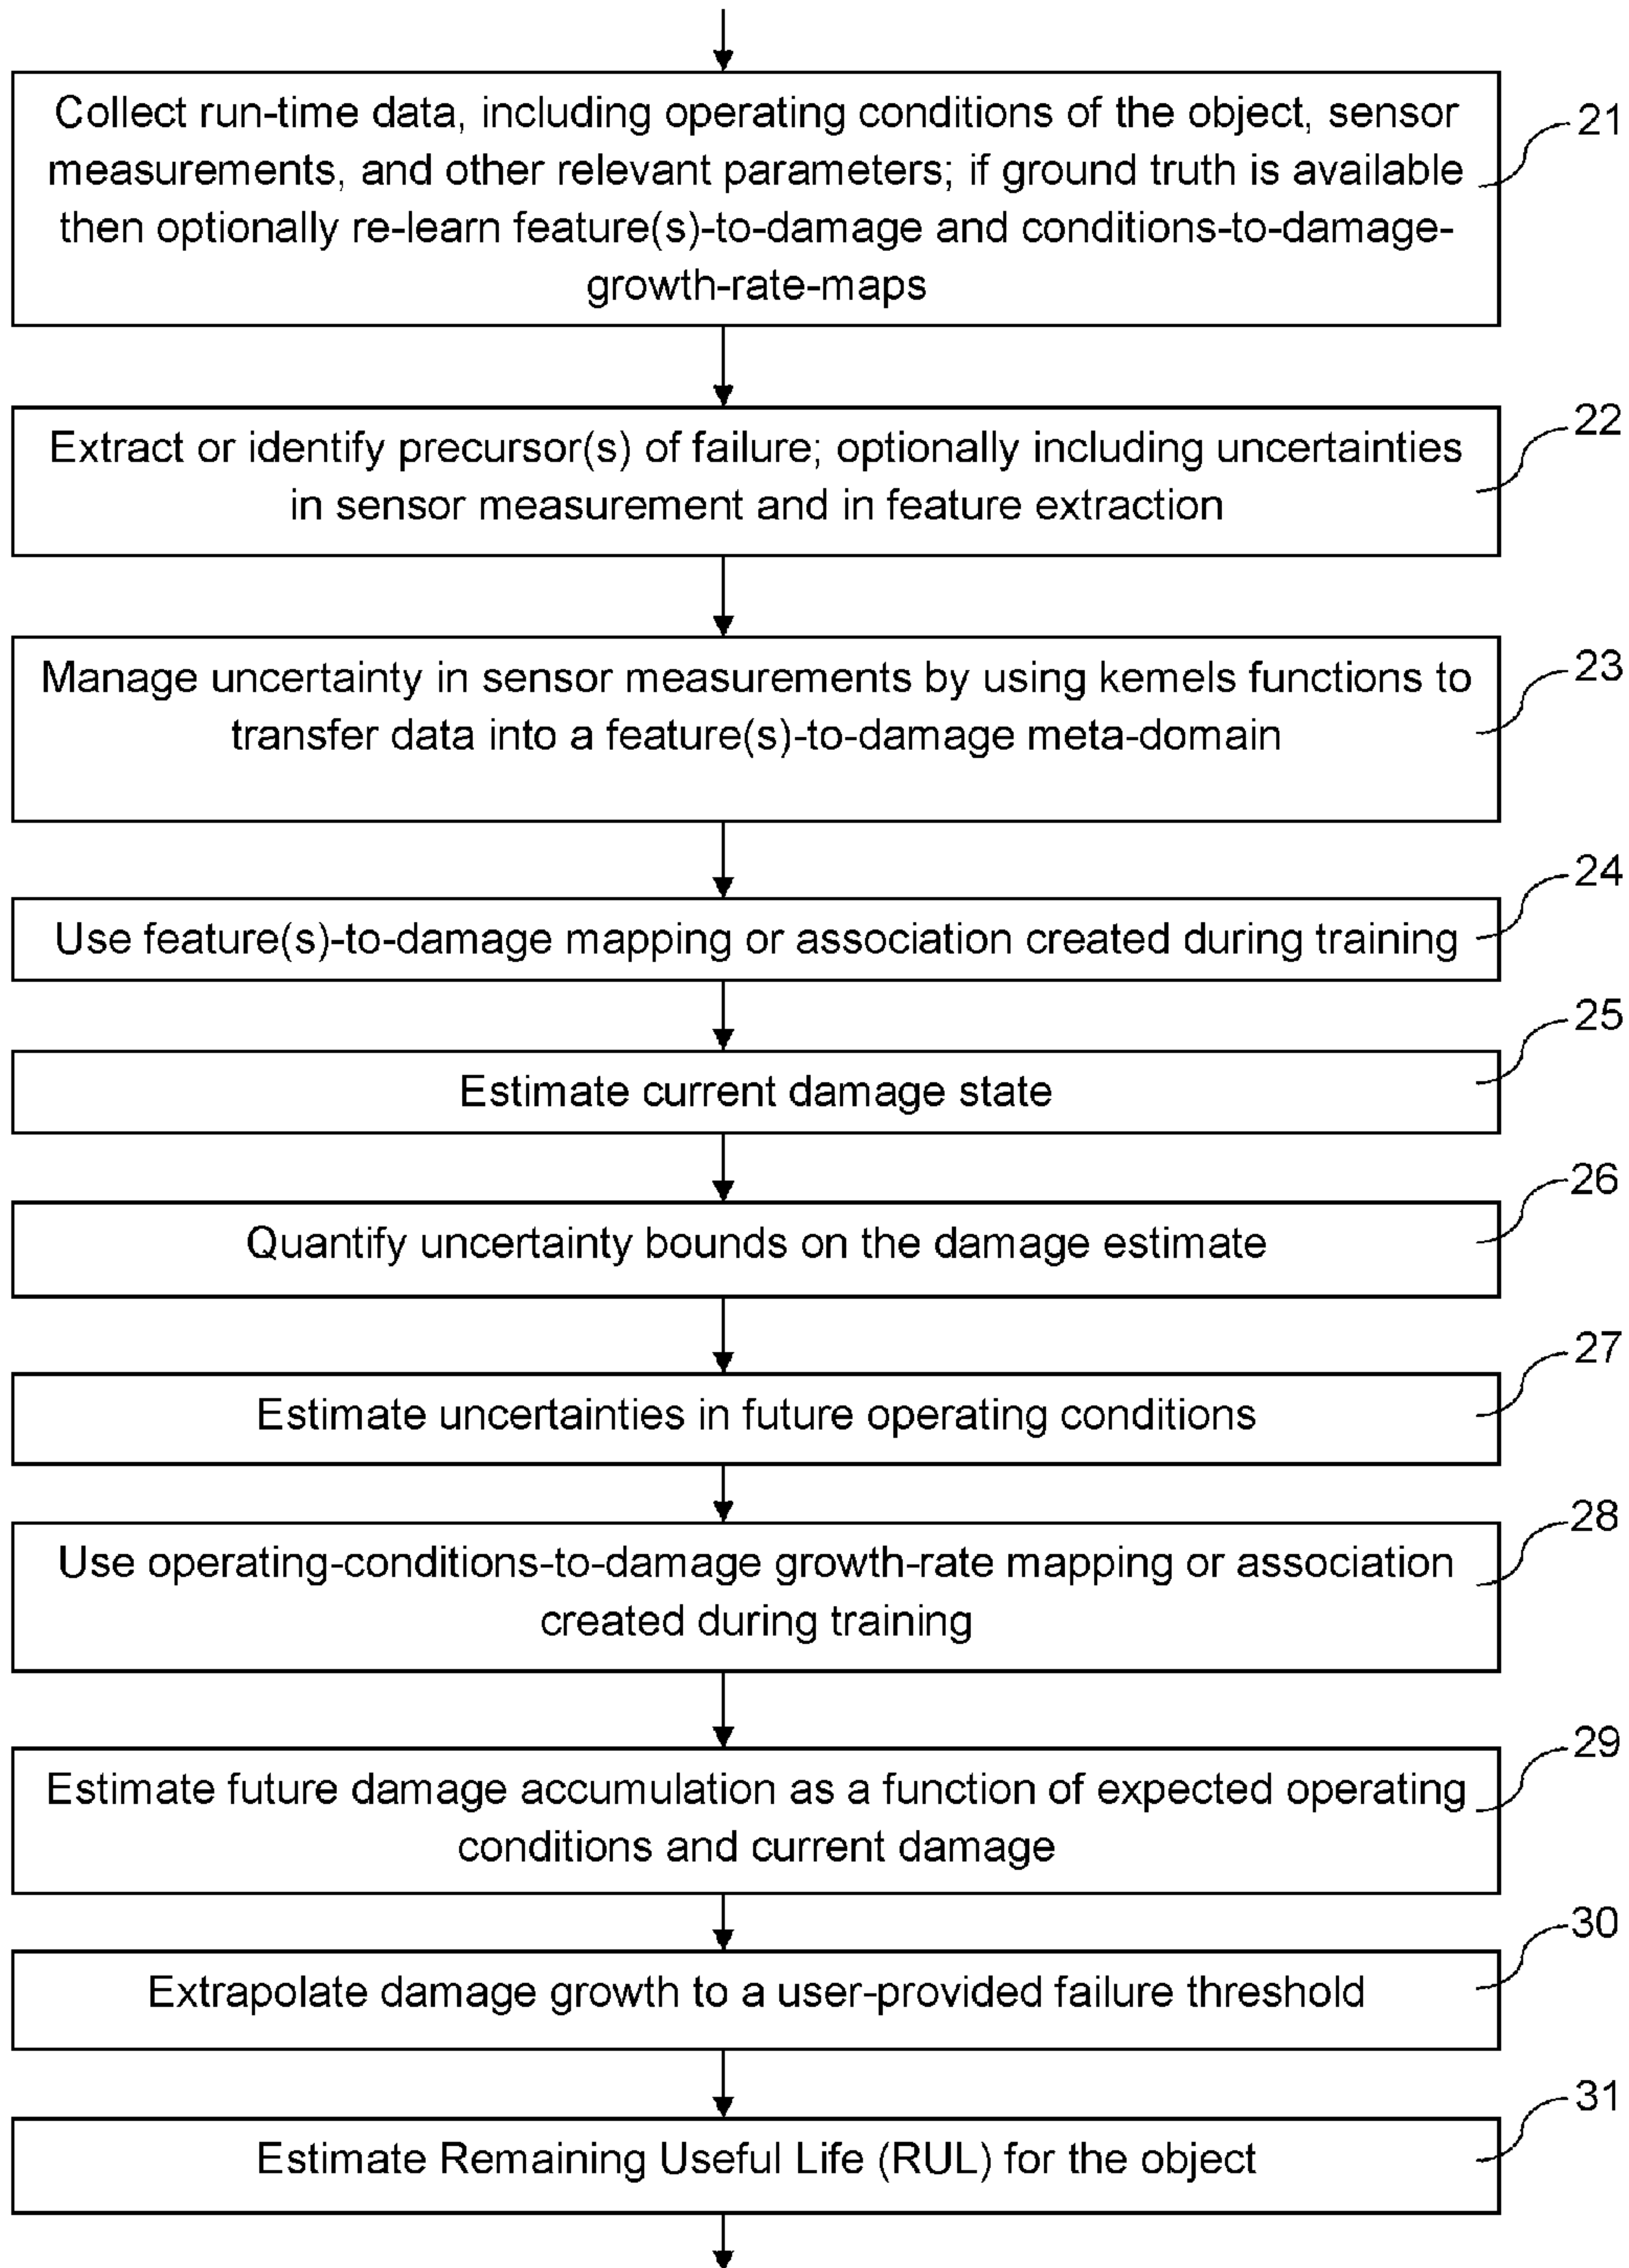 Collect run-time data, including operating conditions of the object, sensor
measurements, and other relevant parameters; if ground truth is available
then optionally re-learn feature(s)-to-damage and conditions-to-damage-
growth-rate-maps
21
Extract or identify precursor(s) of failure; optionally including uncertainties
in sensor measurement and in feature extraction
22
Manage uncertainty in sensor measurements by using kemels functions to
transfer data into a feature(s)-to-damage meta-domain
23
Use feature(s)-to-damage mapping or association created during training
24
Estimate current damage state
25
Quantify uncertainty bounds on the damage estimate
26
Estimate uncertainties in future operating conditions
27
Use operating-conditions-to-damage growth-rate mapping or association
created during training
28
Estimate future damage accumulation as a function of expected operating
conditions and current damage
29
Extrapolate damage growth to a user-provided failure threshold
30
Estimate Remaining Useful Life (RUL) for the object
31